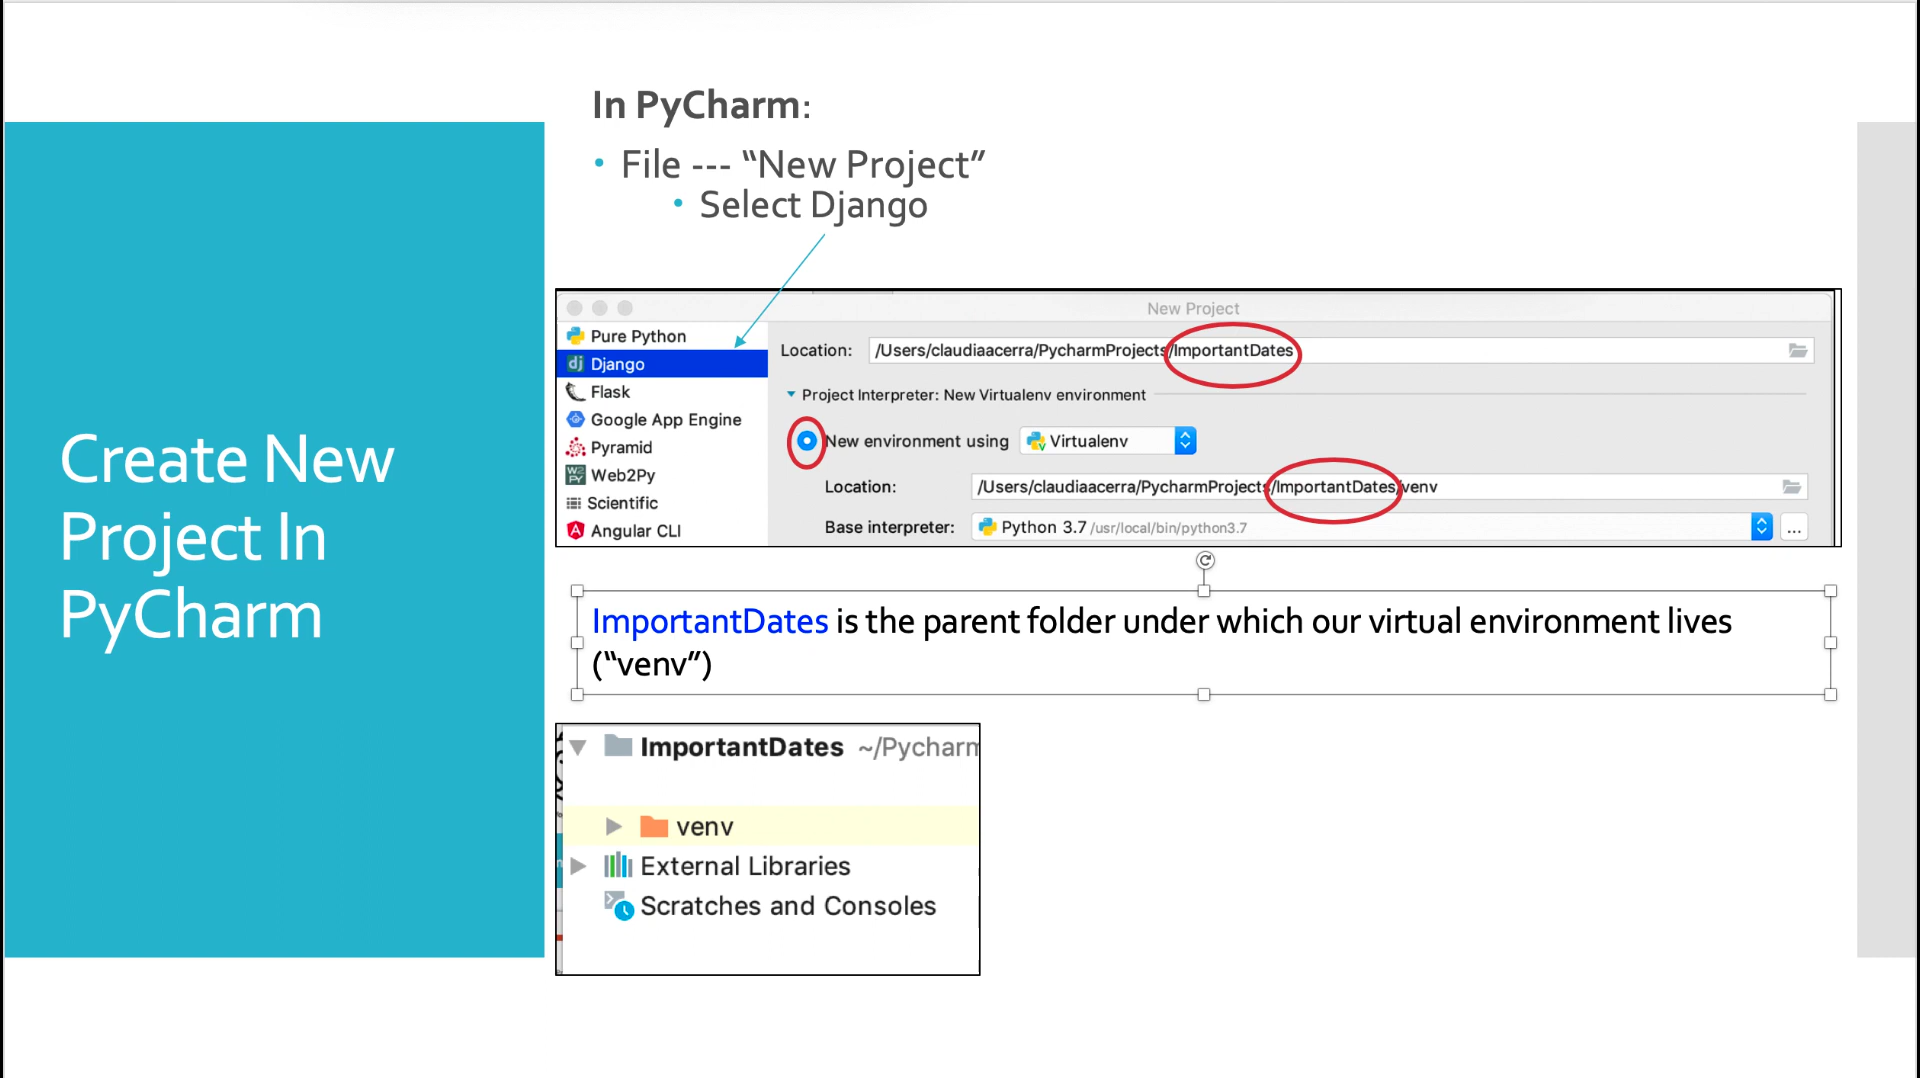 In PyCharm:
• File --- “New Project”
• Select Django
Create New
Project In
PyCharm
New Project
Pure Python
Django
Flask
Google App Engine
Pyramid
Web2Py
Scientific
Angular CLI
Location: /Users/claudiaacerra/PycharmProjects/ImportantDates
Project Interpreter: New Virtualenv environment
New environment using Virtualenv
Location: /Users/claudiaacerra/PycharmProjects/ImportantDates/venv
Base interpreter: Python 3.7 /usr/local/bin/python3.7 ...
ImportantDates is the parent folder under which our virtual environment lives
(“venv”)
ImportantDates ~/Pycharm
venv
External Libraries
Scratches and Consoles